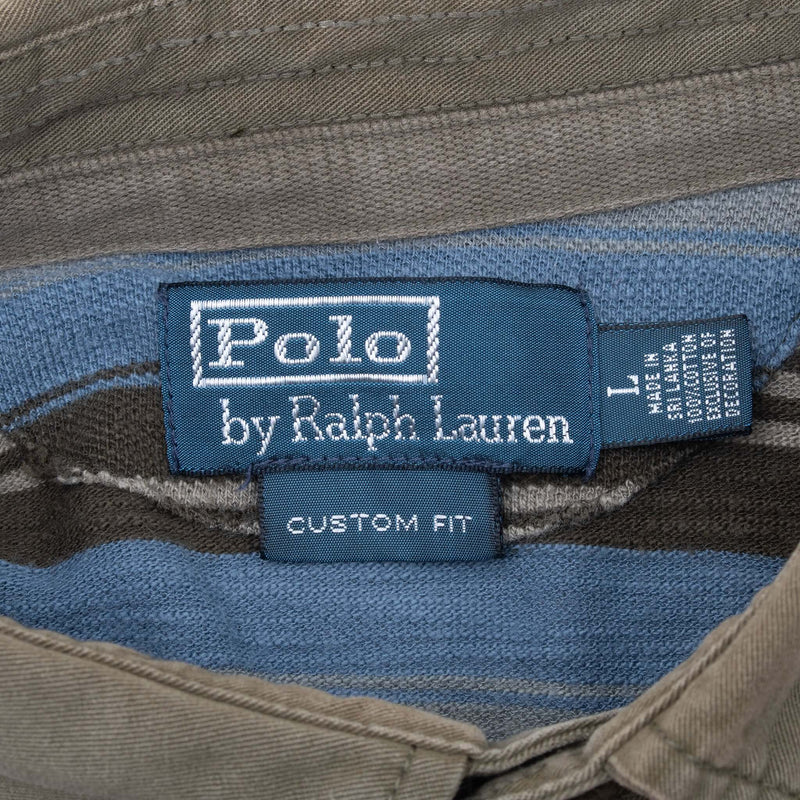 Polo
by Ralph Lauren
L
MADE IN
SRI LANKA
100% COTTON
EXCLUSIVE OF
DECORATION
CUSTOM FIT